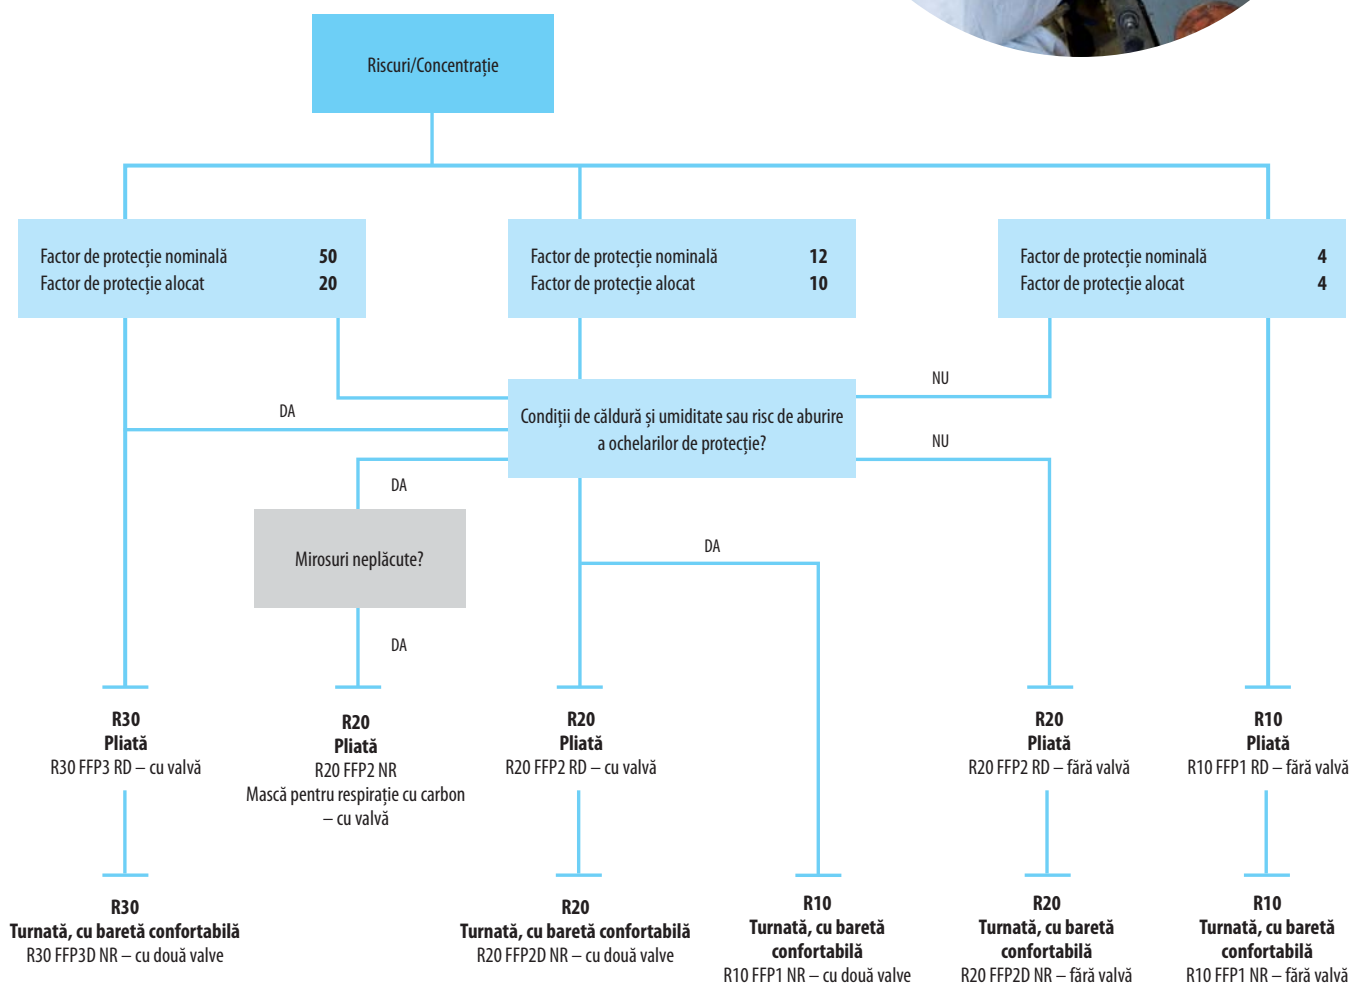 Riscuri/Concentrație
Factor de protecție nominală 50
Factor de protecție alocat 20
Factor de protecție nominală 12
Factor de protecție alocat 10
Factor de protecție nominală 4
Factor de protecție alocat 4
NU
DA
Condiții de căldură și umiditate sau risc de aburire
a ochelarilor de protecție?
NU
DA
Mirosuri neplăcute?
DA
DA
R30
Pliată
R30 FFP3 RD – cu valvă
R20
Pliată
R20 FFP2 NR
Mască pentru respirație cu carbon
– cu valvă
R20
Pliată
R20 FFP2 RD – cu valvă
R20
Pliată
R20 FFP2 RD – fără valvă
R10
Pliată
R10 FFP1 RD – fără valvă
R30
Turnată, cu baretă confortabilă
R30 FFP3D NR – cu două valve
R20
Turnată, cu baretă confortabilă
R20 FFP2D NR – cu două valve
R10
Turnată, cu baretă
confortabilă
R10 FFP1 NR – cu două valve
R20
Turnată, cu baretă
confortabilă
R20 FFP2D NR – fără valvă
R10
Turnată, cu baretă
confortabilă
R10 FFP1 NR – fără valvă